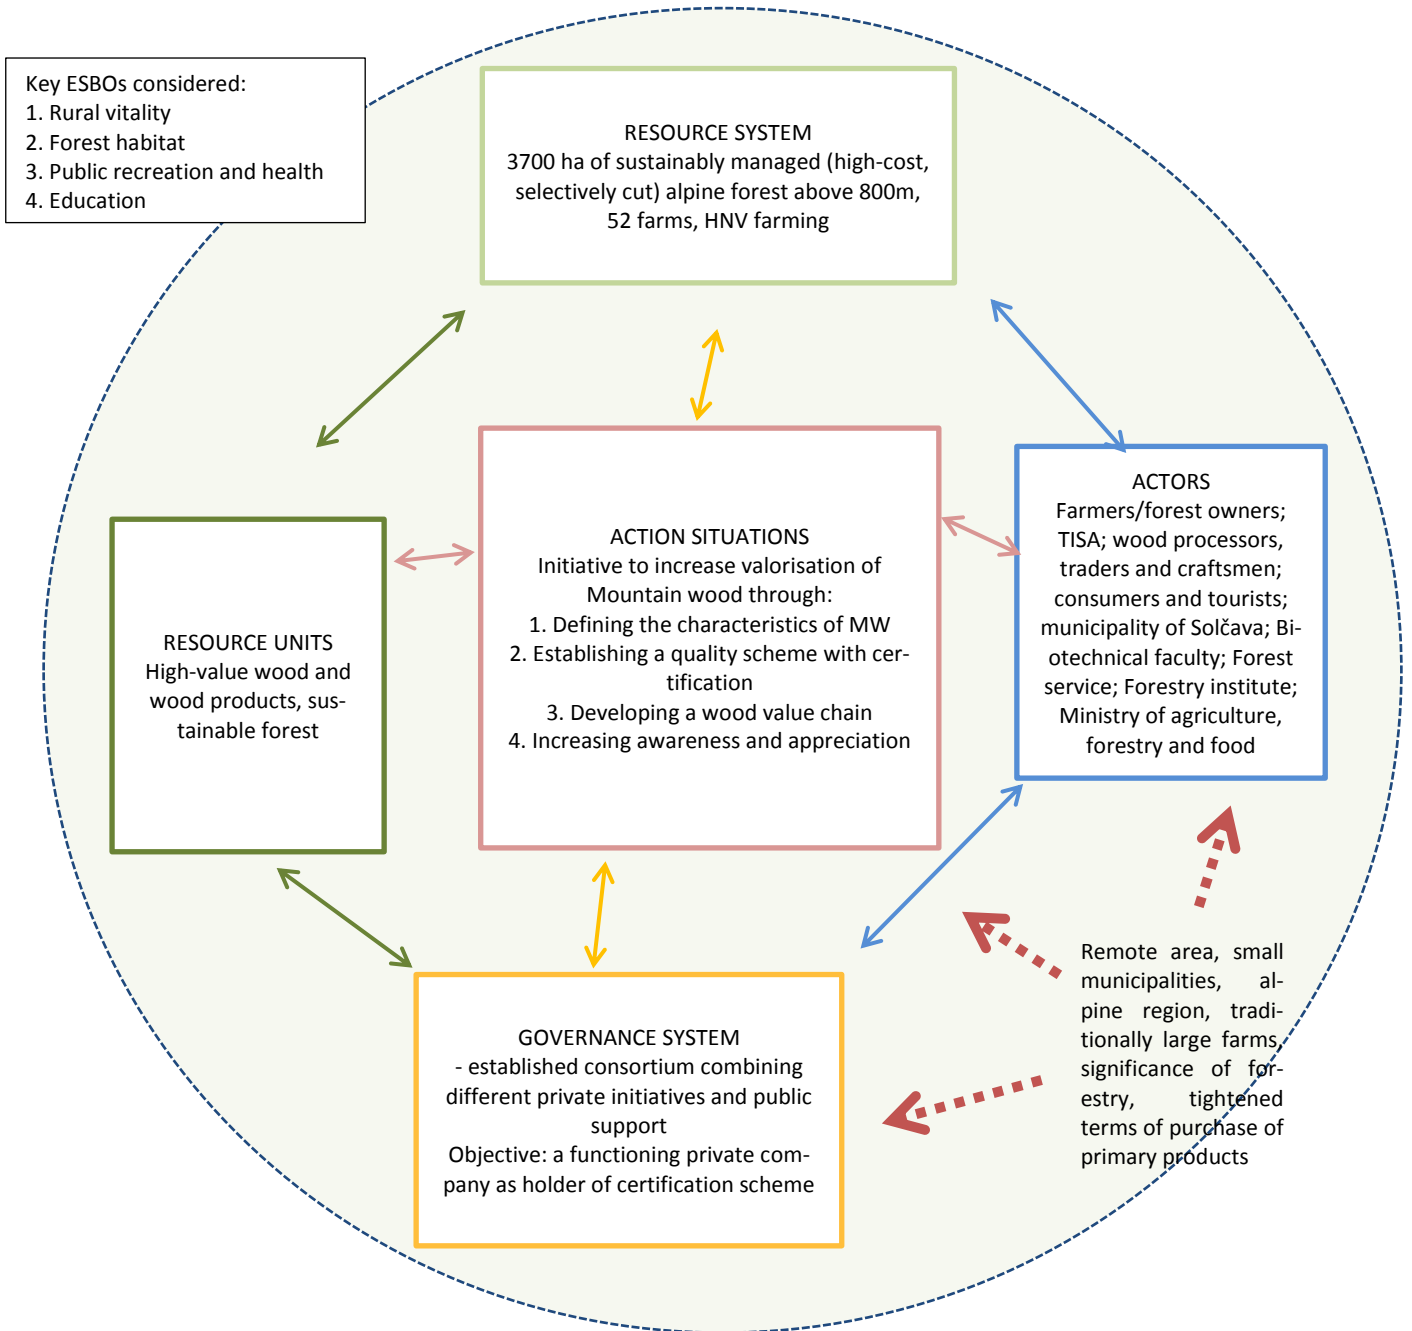 Key ESBOs considered:
1. Rural vitality
2. Forest habitat
3. Public recreation and health
4. Education
RESOURCE SYSTEM
3700 ha of sustainably managed (high-cost,
selectively cut) alpine forest above 800m,
52 farms, HNV farming
RESOURCE UNITS
High-value wood and
wood products, sus-
tainable forest
ACTION SITUATIONS
Initiative to increase valorisation of
Mountain wood through:
1. Defining the characteristics of MW
2. Establishing a quality scheme with cer-
tification
3. Developing a wood value chain
4. Increasing awareness and appreciation
ACTORS
Farmers/forest owners;
TISA; wood processors,
traders and craftsmen;
consumers and tourists;
municipality of Solčava; Bi-
otechnical faculty; Forest
service; Forestry institute;
Ministry of agriculture,
forestry and food
GOVERNANCE SYSTEM
- established consortium combining
different private initiatives and public
support
Objective: a functioning private com-
pany as holder of certification scheme
Remote area, small
municipalities, al-
pine region, tradi-
tionally large farms,
significance of for-
estry, tightened
terms of purchase of
primary products